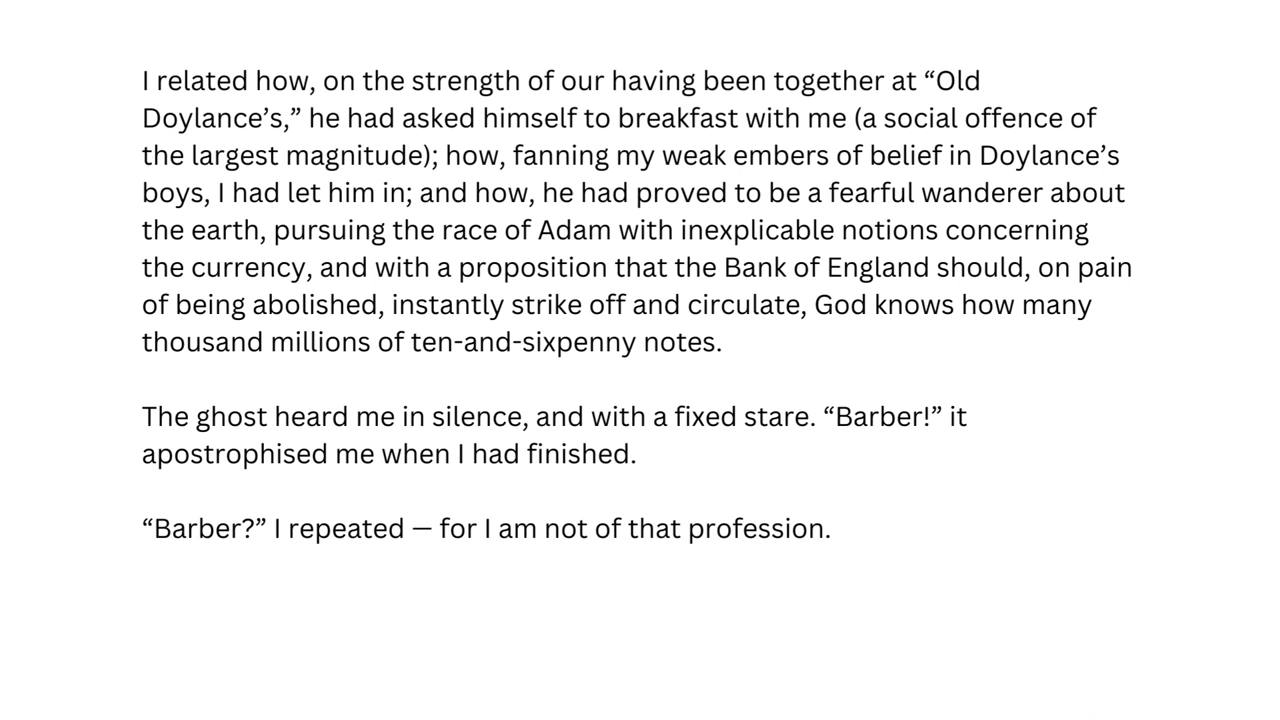 I related how, on the strength of our having been together at “Old
Doylance’s,” he had asked himself to breakfast with me (a social offence of
the largest magnitude); how, fanning my weak embers of belief in Doylance’s
boys, I had let him in; and how, he had proved to be a fearful wanderer about
the earth, pursuing the race of Adam with inexplicable notions concerning
the currency, and with a proposition that the Bank of England should, on pain
of being abolished, instantly strike off and circulate, God knows how many
thousand millions of ten-and-sixpenny notes.
The ghost heard me in silence, and with a fixed stare. “Barber!” it
apostrophised me when I had finished.
“Barber?” I repeated — for I am not of that profession.